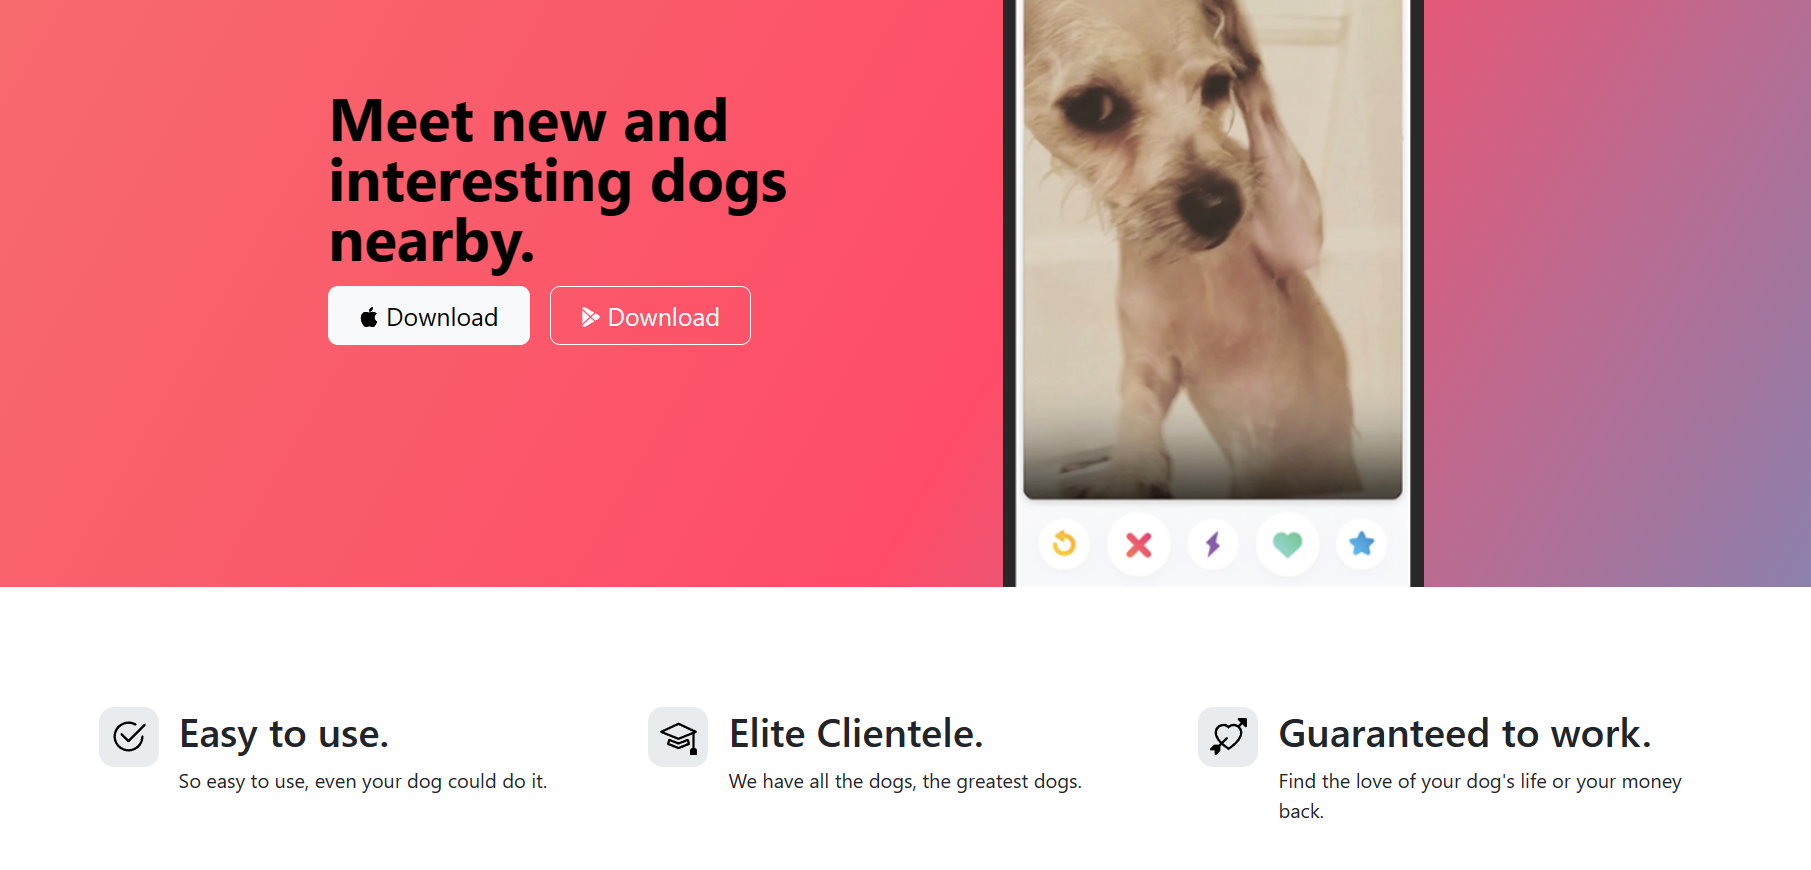 Meet new and
interesting dogs
nearby.
Download
Download
Easy to use.
So easy to use, even your dog could do it.
Elite Clientele.
We have all the dogs, the greatest dogs.
Guaranteed to work.
Find the love of your dog's life or your money
back.